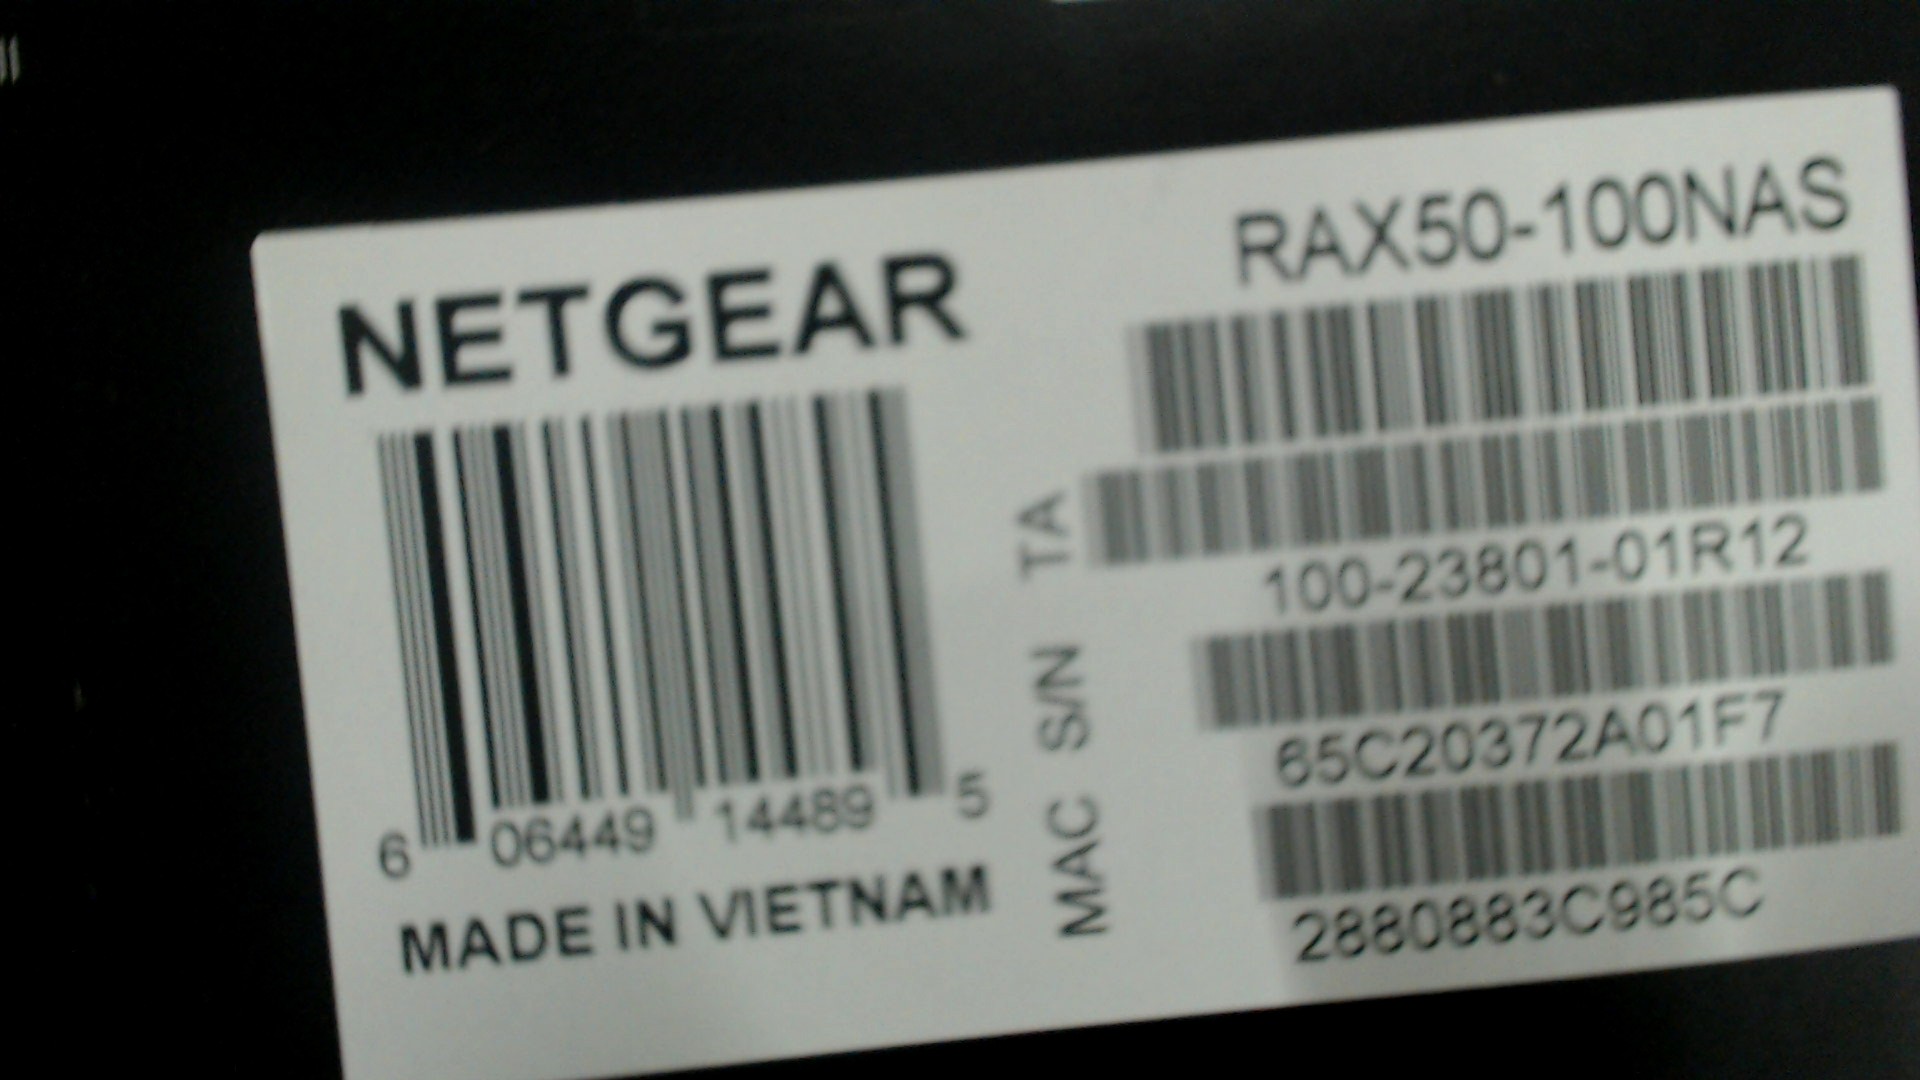 NETGEAR
6 06449 14489 5
MADE IN VIETNAM
RAX50-100NAS
TA
100-23801-01R12
S/N
65C20372A01F7
MAC
2880883C985C